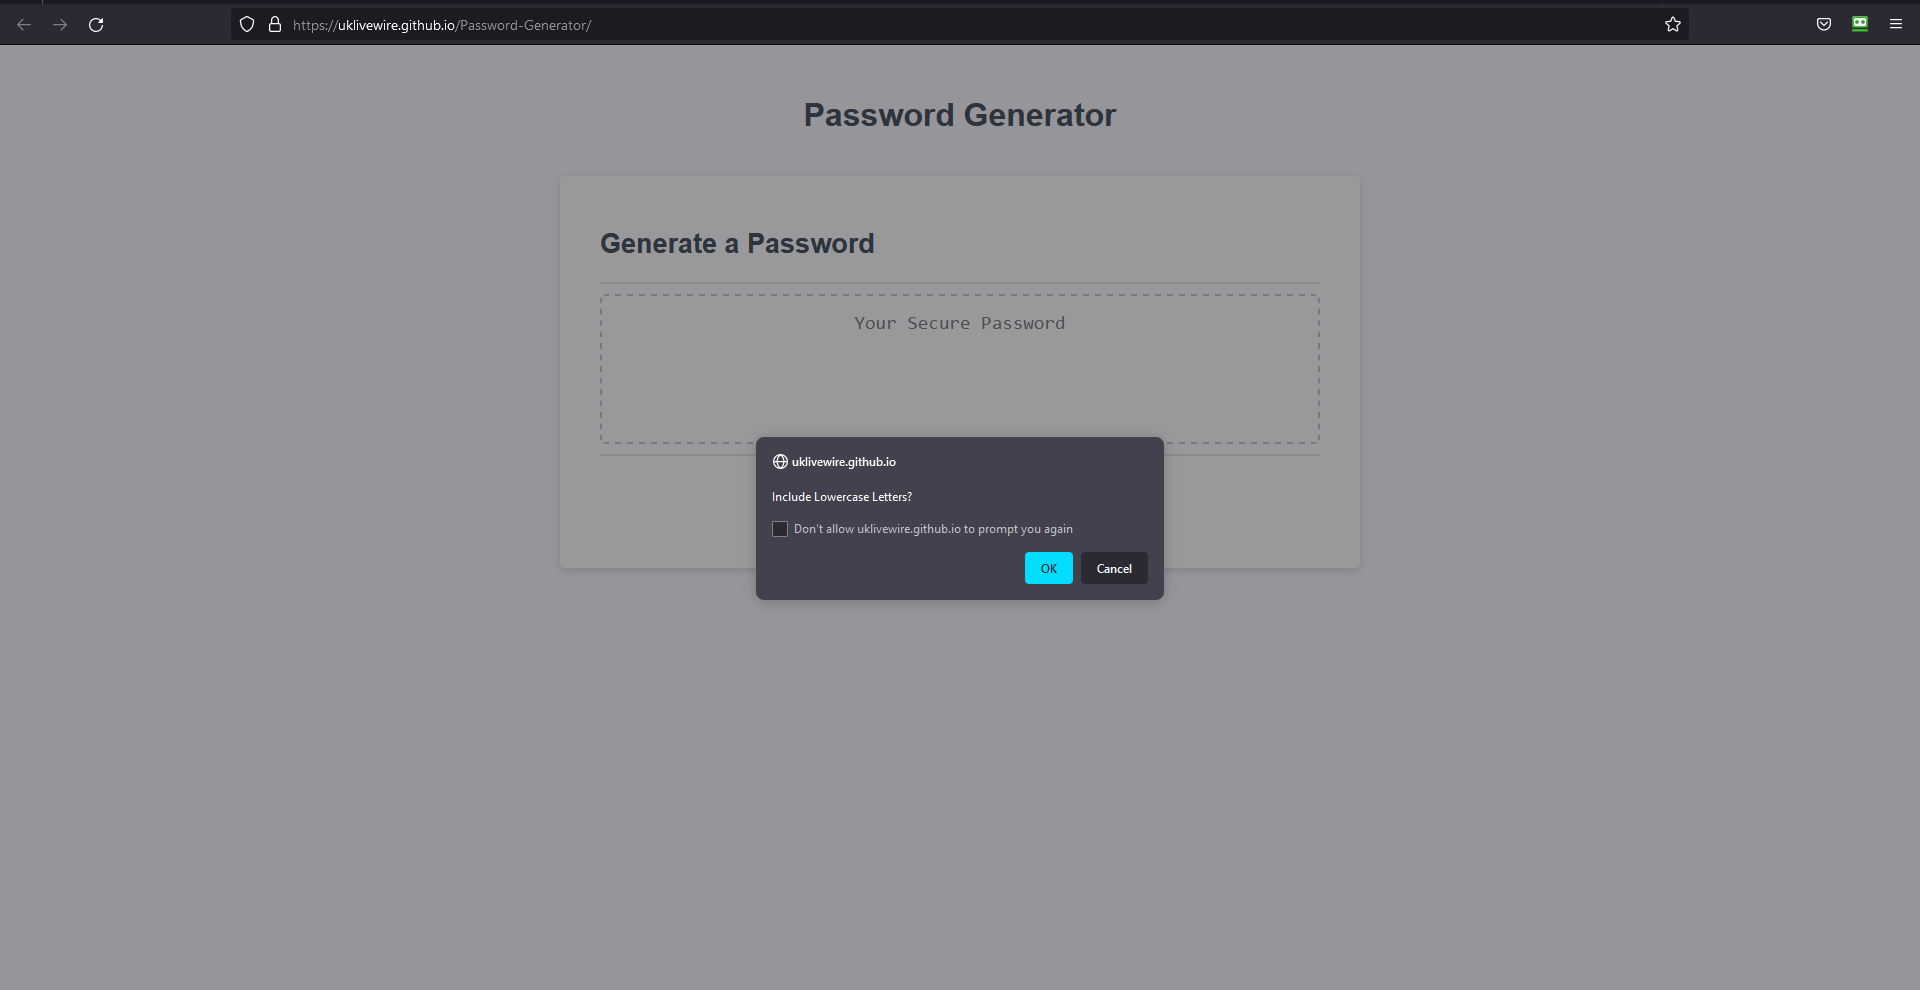 https://uklivewire.github.io/Password-Generator/
Password Generator
Generate a Password
Your Secure Password
uklivewire.github.io
Include Lowercase Letters?
Don't allow uklivewire.github.io to prompt you again
OK Cancel